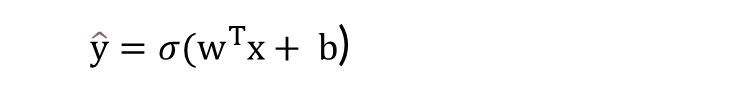 ŷ = σ(wᵀx + b)